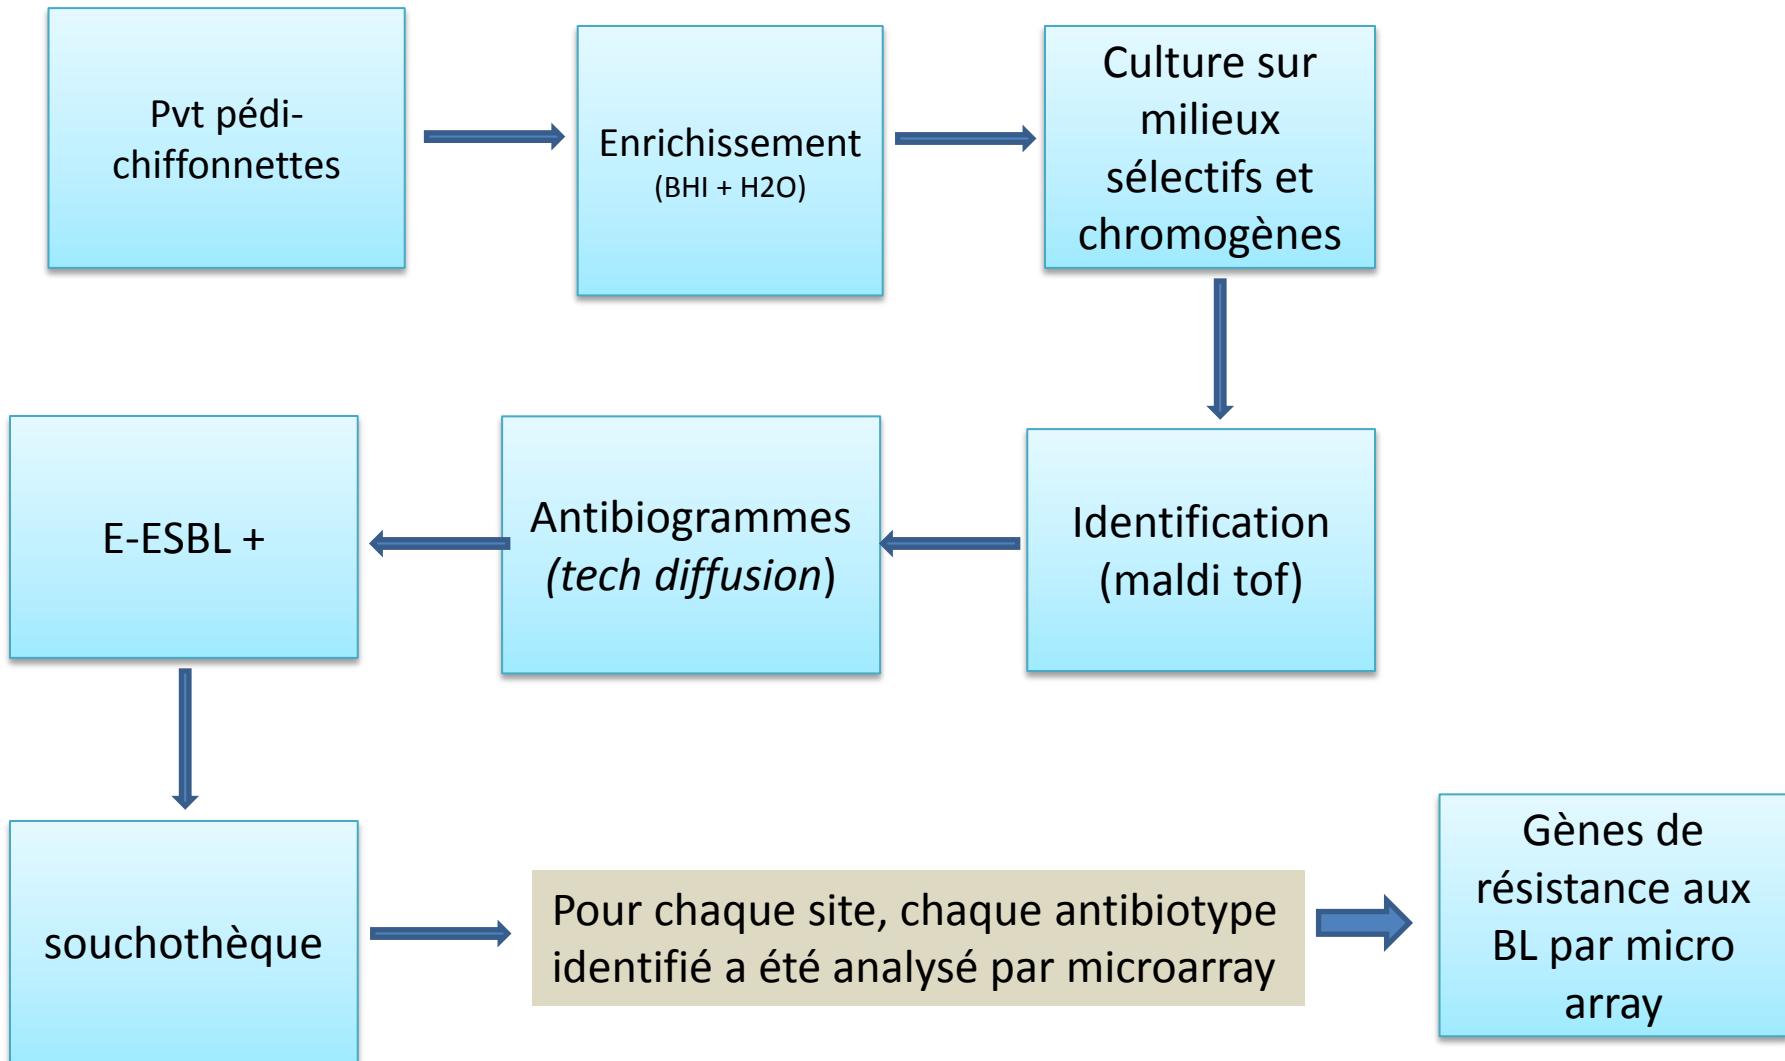 Pvt pédi-
chiffonnettes
Enrichissement
(BHI + H2O)
Culture sur
milieux
sélectifs et
chromogènes
Identification
(maldi tof)
Antibiogrammes
(tech diffusion)
E-ESBL +
souchothèque
Pour chaque site, chaque antibiotype
identifié a été analysé par microarray
Gènes de
résistance aux
BL par micro
array